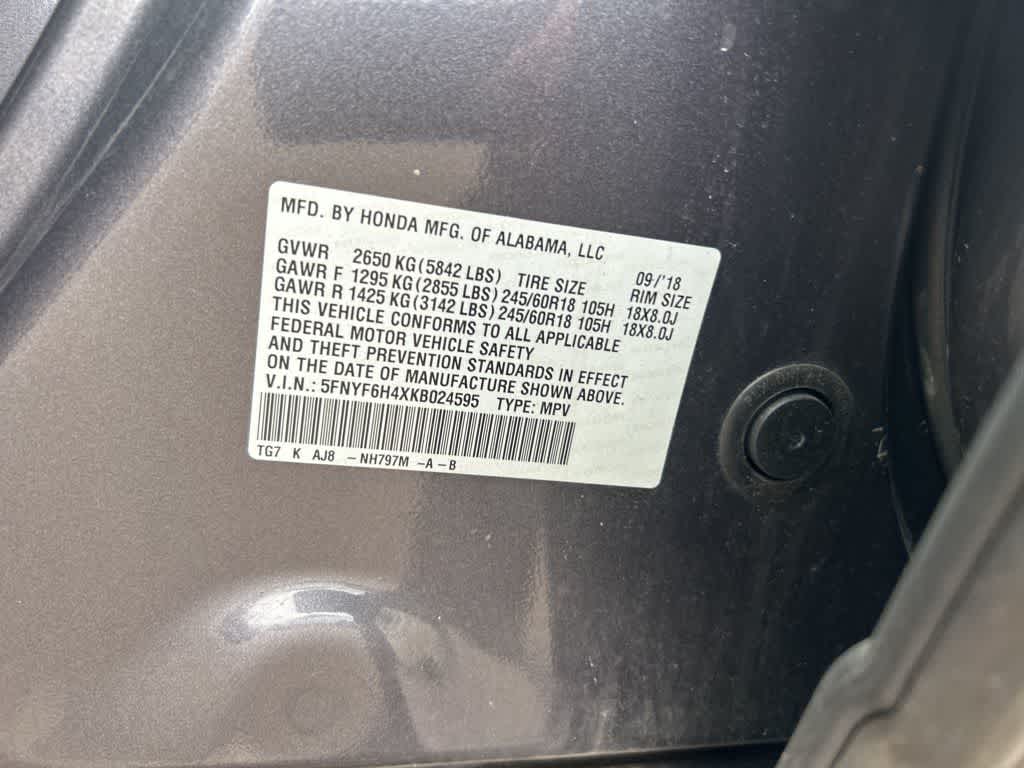 MFD. BY HONDA MFG. OF ALABAMA, LLC
GVWR 2650 KG(5842 LBS) TIRE SIZE 09/'18 RIM SIZE
GAWR F 1295 KG(2855 LBS) 245/60R18 105H 18X8.0J
GAWR R 1425 KG(3142 LBS) 245/60R18 105H 18X8.0J
THIS VEHICLE CONFORMS TO ALL APPLICABLE
FEDERAL MOTOR VEHICLE SAFETY
AND THEFT PREVENTION STANDARDS IN EFFECT
ON THE DATE OF MANUFACTURE SHOWN ABOVE.
V.I.N.: 5FNYF6H4XKB024595 TYPE: MPV
TG7 K AJ8 -NH797M -A-B